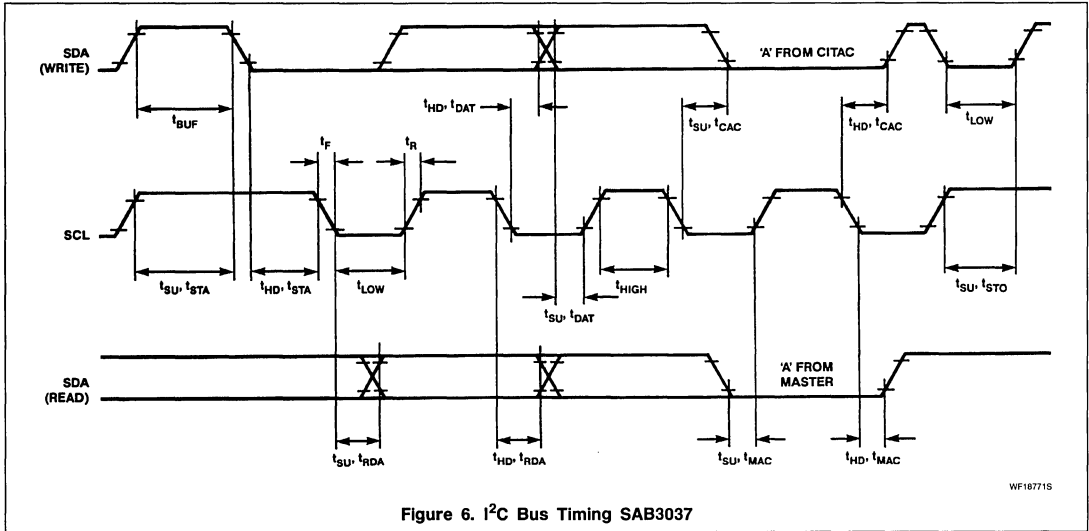 SDA
(WRITE)
'A' FROM CITAC
tBUF
tHD, tDAT
tSU, tCAC
tHD, tCAC
tLOW
tF
tR
SCL
tSU, tSTA
tHD, tSTA
tLOW
tHIGH
tSU, tSTO
tSU, tDAT
SDA
(READ)
'A' FROM
MASTER
tSU, tRDA
tHD, tRDA
tSU, tMAC
tHD, tMAC
WF18771S
Figure 6. I²C Bus Timing SAB3037